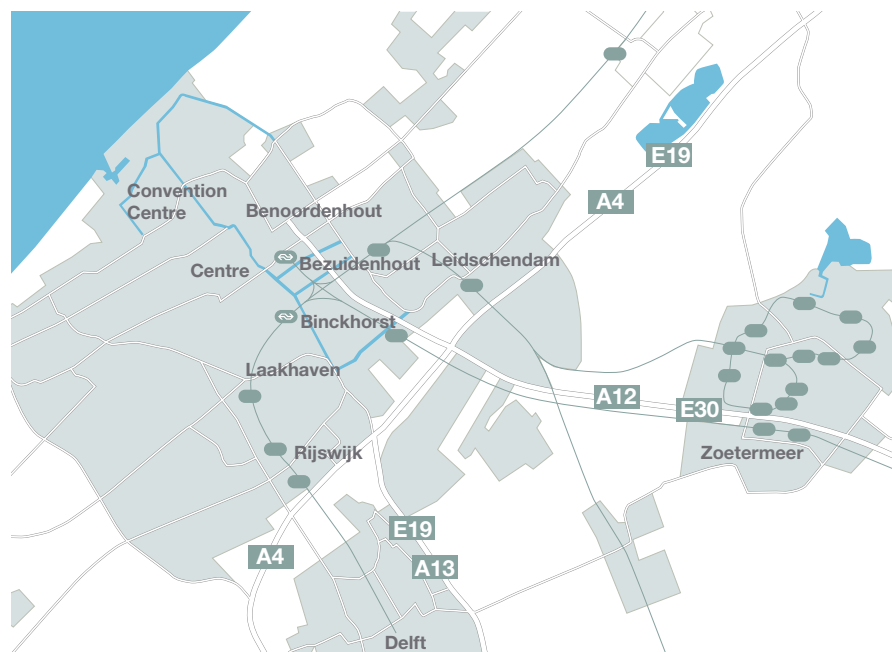 E19
Convention
Centre
A4
Benoordenhout
Leidschendam
Bezuidenhout
Centre
Binckhorst
Laakhaven
A12
E30
Rijswijk
Zoetermeer
E19
A4
A13
Delft